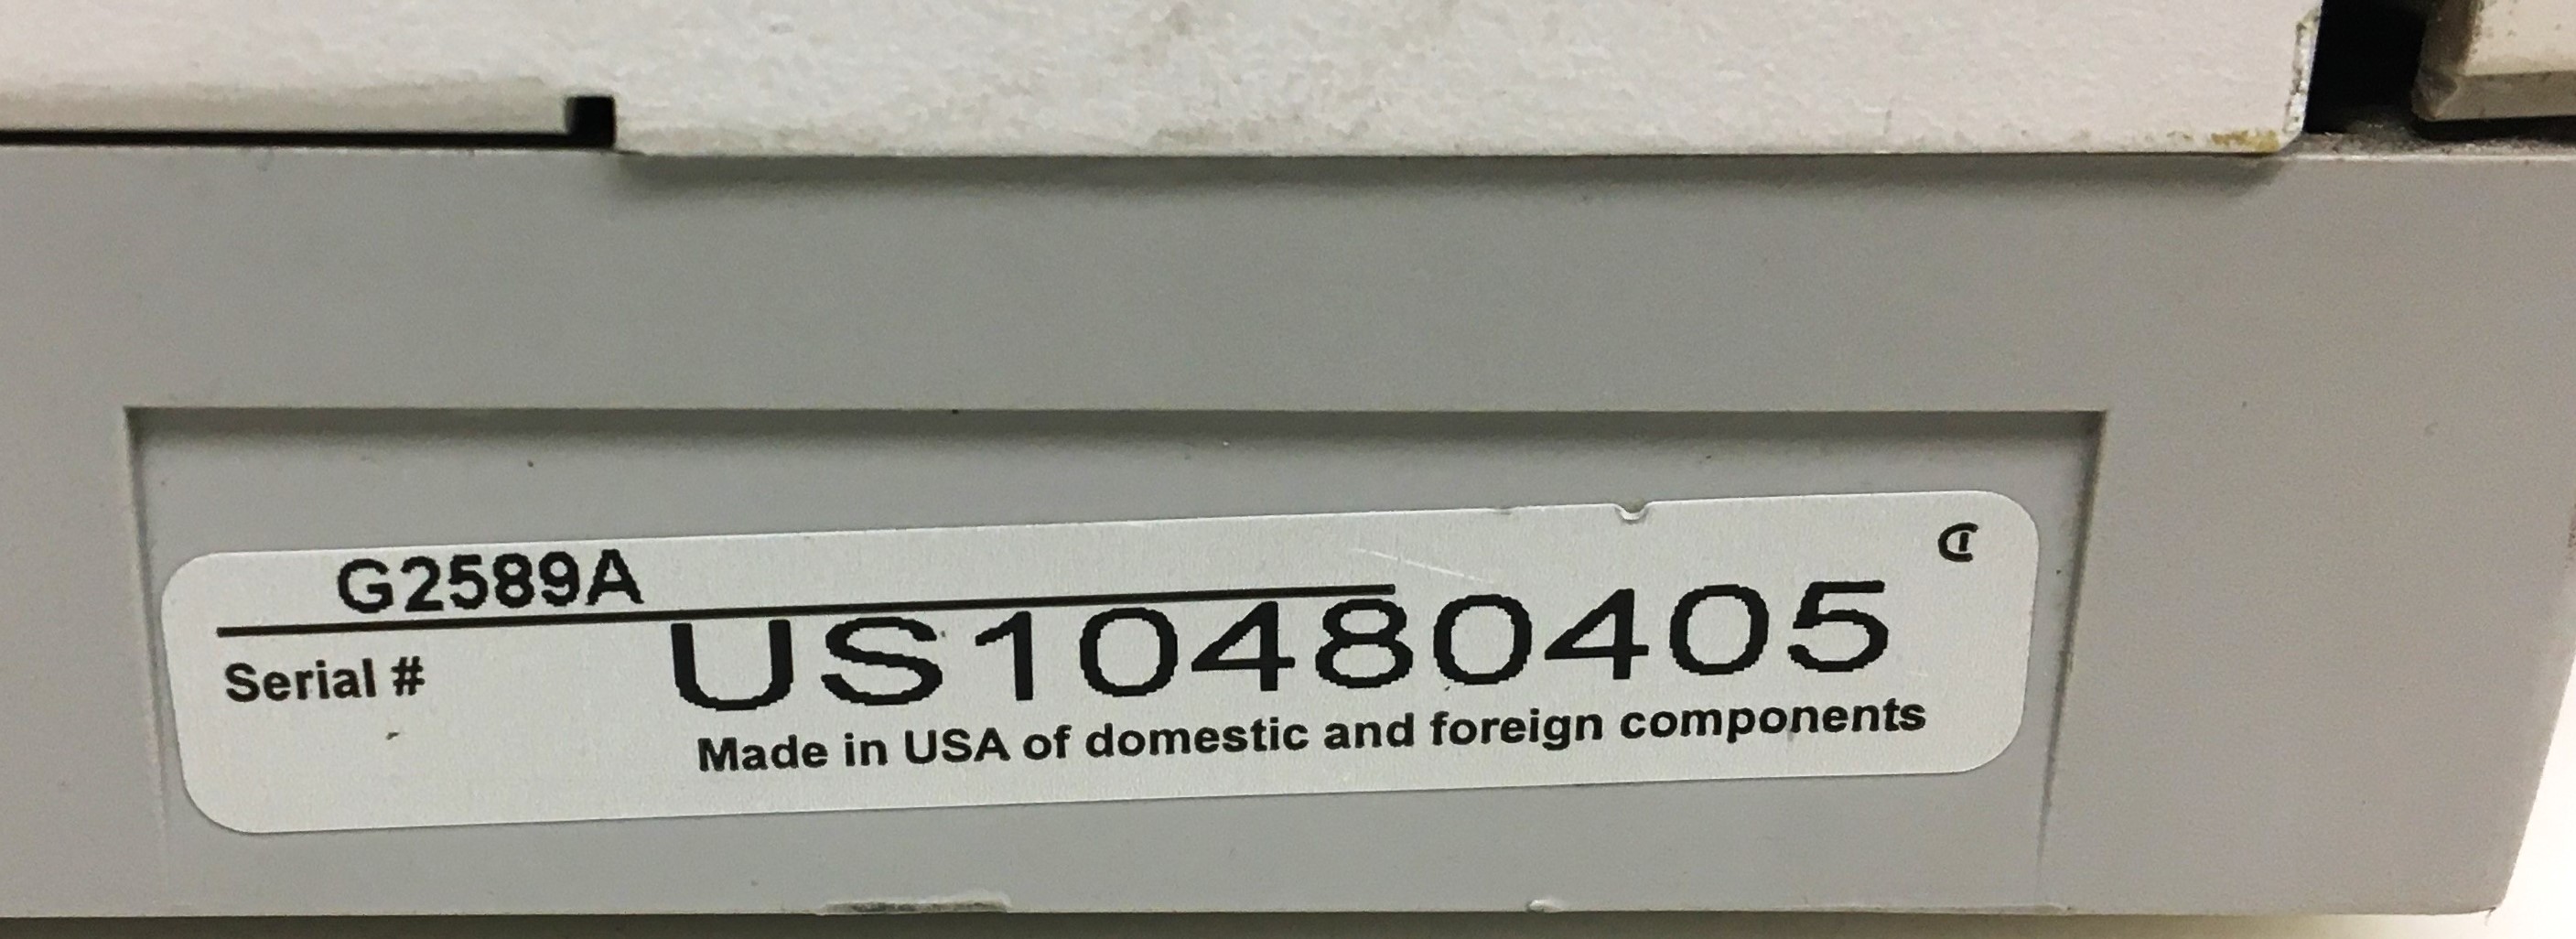 G2589A
Serial # US10480405
Made in USA of domestic and foreign components